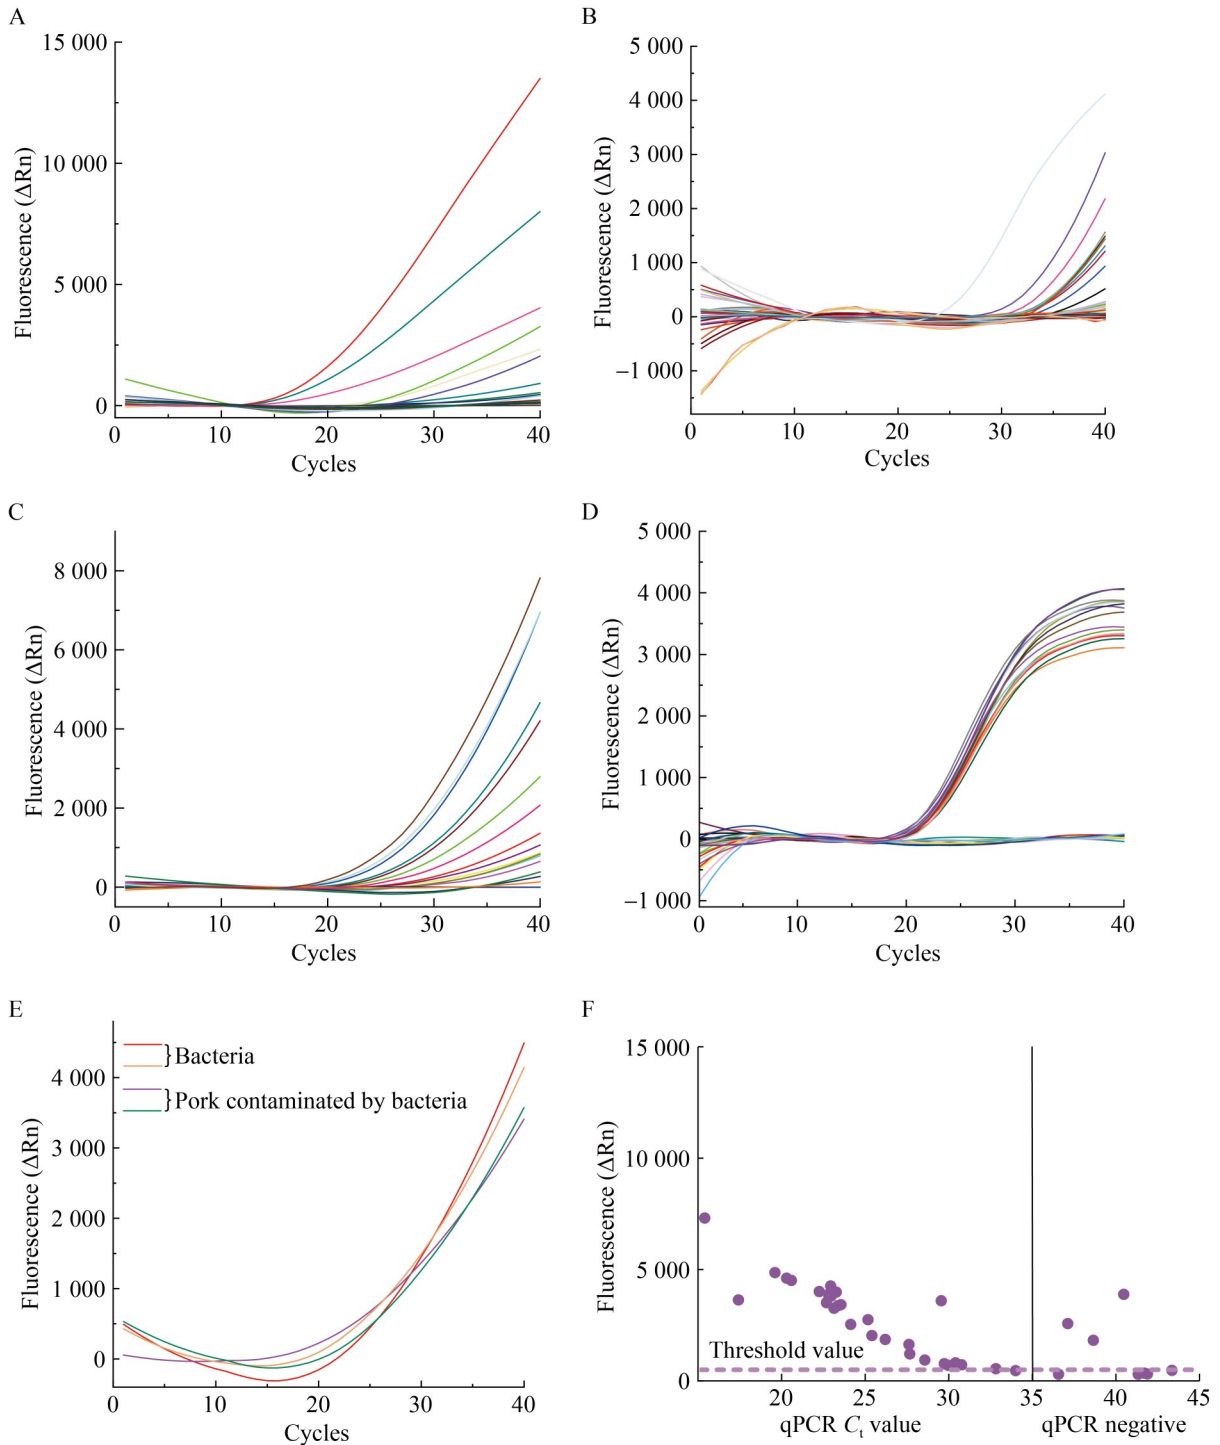 A
15 000
10 000
5 000
0
Fluorescence (ΔRn)
0 10 20 30 40
Cycles
B
5 000
4 000
3 000
2 000
1 000
0
–1 000
Fluorescence (ΔRn)
0 10 20 30 40
Cycles
C
8 000
6 000
4 000
2 000
0
Fluorescence (ΔRn)
0 10 20 30 40
Cycles
D
5 000
4 000
3 000
2 000
1 000
0
–1 000
Fluorescence (ΔRn)
0 10 20 30 40
Cycles
E
Bacteria
Pork contaminated by bacteria
4 000
3 000
2 000
1 000
0
Fluorescence (ΔRn)
0 10 20 30 40
Cycles
F
15 000
10 000
5 000
0
Fluorescence (ΔRn)
Threshold value
20 25 30 35 40 45
qPCR Ct value qPCR negative